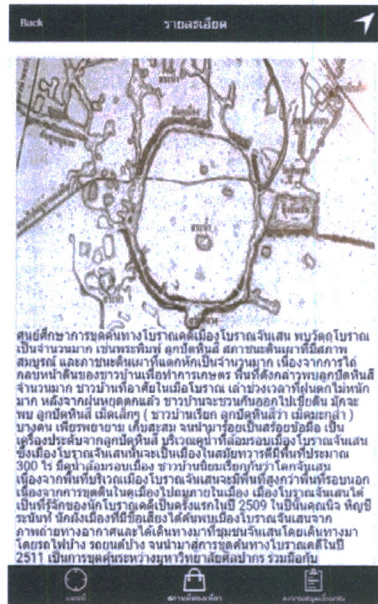 Back
รายละเอียด
ศูนย์ศึกษาการขุดค้นทางโบราณคดีเมืองโบราณจันเสน พบวัตถุโบราณ
เป็นจำนวนมาก เช่นพระพิมพ์ ลูกปัดหินสี สภาชนะดินเผาที่มีสภาพ
สมบูรณ์ และภาชนะดินเผาที่แตกหักเป็นจำนวนมาก เนื่องจากการไถ
กลบหน้าดินของชาวบ้านเพื่อทำการเกษตร พื้นที่ดังกล่าวพบลูกปัดหินสี
จำนวนมาก ชาวบ้านที่อาศัยในเมืองโบราณ เล่าช่วงเวลาที่ฝนตกไม่หนัก
มาก หลังจากฝนหยุดตกแล้ว ชาวบ้านจะชวนกันออกไปเขี่ยดิน มักจะ
พบ ลูกปัดหินสี เม็ดเล็กๆ ( ชาวบ้านเรียก ลูกปัดหินสีว่า เม็ดมะกล่ำ )
บางคน เพียรพยายาม เก็บสะสม จนนำมาร้อยเป็นสร้อยข้อมือ เป็น
เครื่องประดับจากลูกปัดหินสี บริเวณคูน้ำที่ล้อมรอบเมืองโบราณจันเสน
ซึ่งเมืองโบราณจันเสนนั้นจะเป็นเมืองในสมัยทวารดีมีพื้นที่ประมาณ
300 ไร่ มีคูน้ำล้อมรอบเมือง ชาวบ้านนิยมเรียกกันว่าโคกจันเสน
เนื่องจากพื้นที่บริเวณเมืองโบราณจันเสนจะมีพื้นที่สูงกว่าพื้นที่รอบนอก
เนื่องจากการขุดดินในคูเมืองไปถมภายในเมือง เมืองโบราณจันเสนได้
เป็นที่รู้จักของนักโบราณคดีเป็นครั้งแรกในปี 2509 ในปีนั้นคุณนิจ หิญชี
ระนันท์ นักผังเมืองที่มีชื่อเสียงได้ค้นพบเมืองโบราณจันเสนจาก
ภาพถ่ายทางอากาศและได้เดินทางมาที่ชุมชนจันเสนโดยเดินทางมา
โดยรถไฟบ้าง รถยนต์บ้าง จนนำมาสู่การขุดค้นทางโบราณคดีในปี
2511 เป็นการขุดค้นระหว่างมหาวิทยาลัยศิลปากร ร่วมมือกับ
สถานที่ท่องเที่ยว